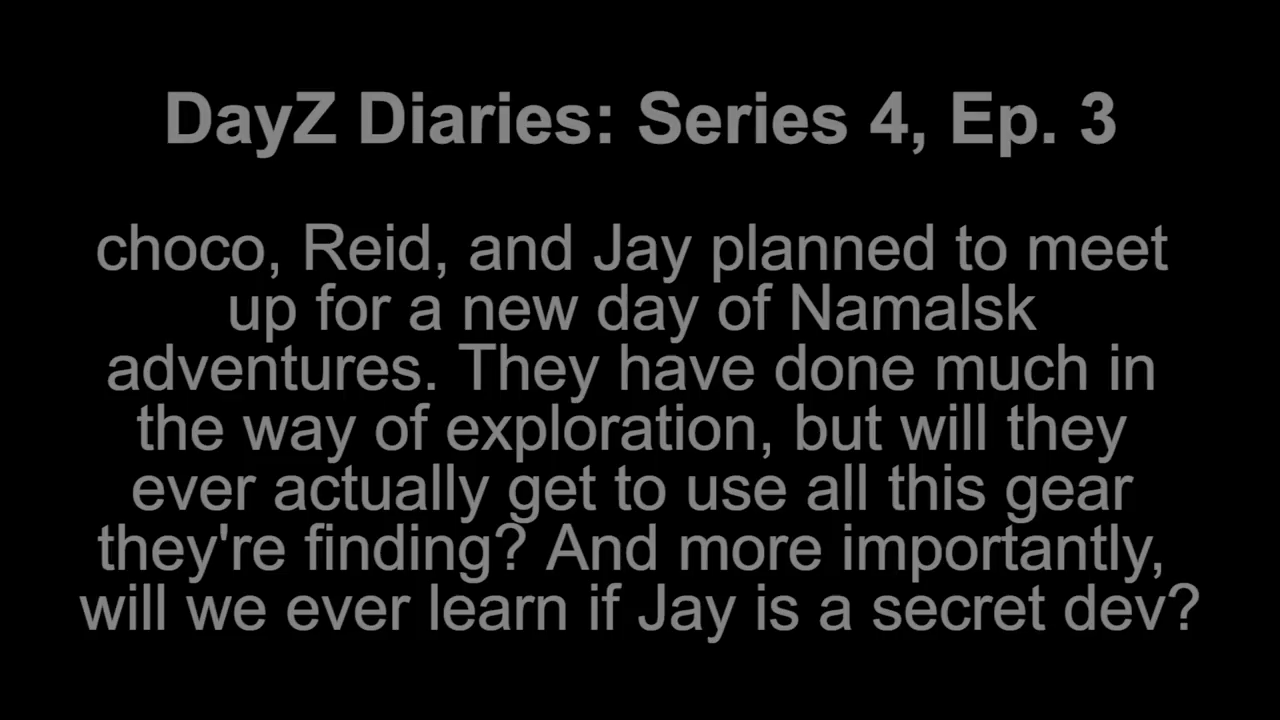 DayZ Diaries: Series 4, Ep. 3
choco, Reid, and Jay planned to meet
up for a new day of Namalsk
adventures. They have done much in
the way of exploration, but will they
ever actually get to use all this gear
they're finding? And more importantly,
will we ever learn if Jay is a secret dev?